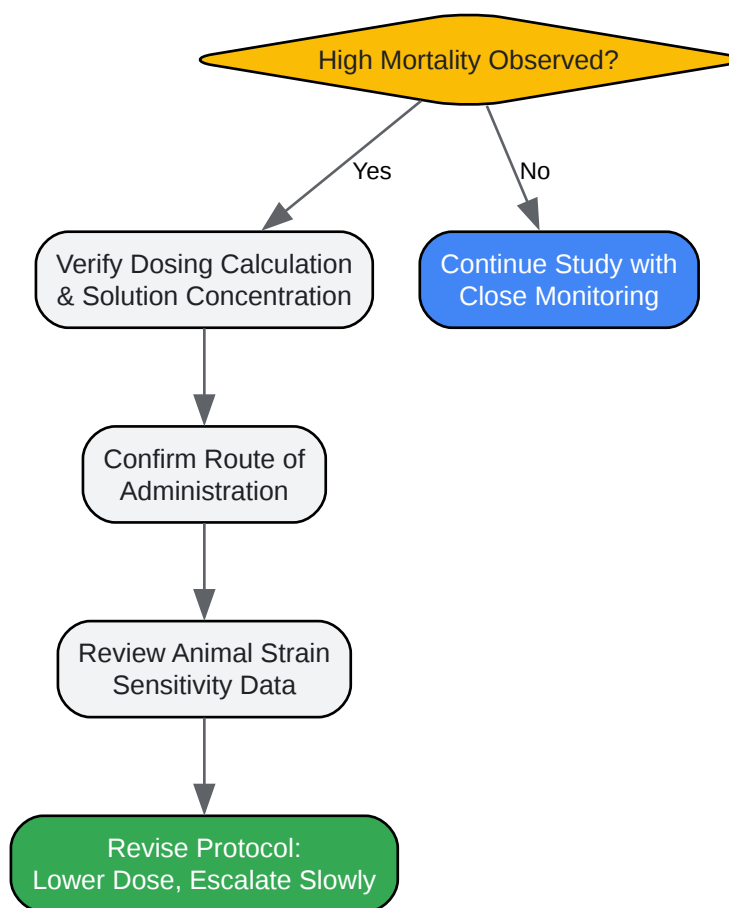 High Mortality Observed?
Yes
No
Verify Dosing Calculation
& Solution Concentration
Continue Study with
Close Monitoring
Confirm Route of
Administration
Review Animal Strain
Sensitivity Data
Revise Protocol:
Lower Dose, Escalate Slowly